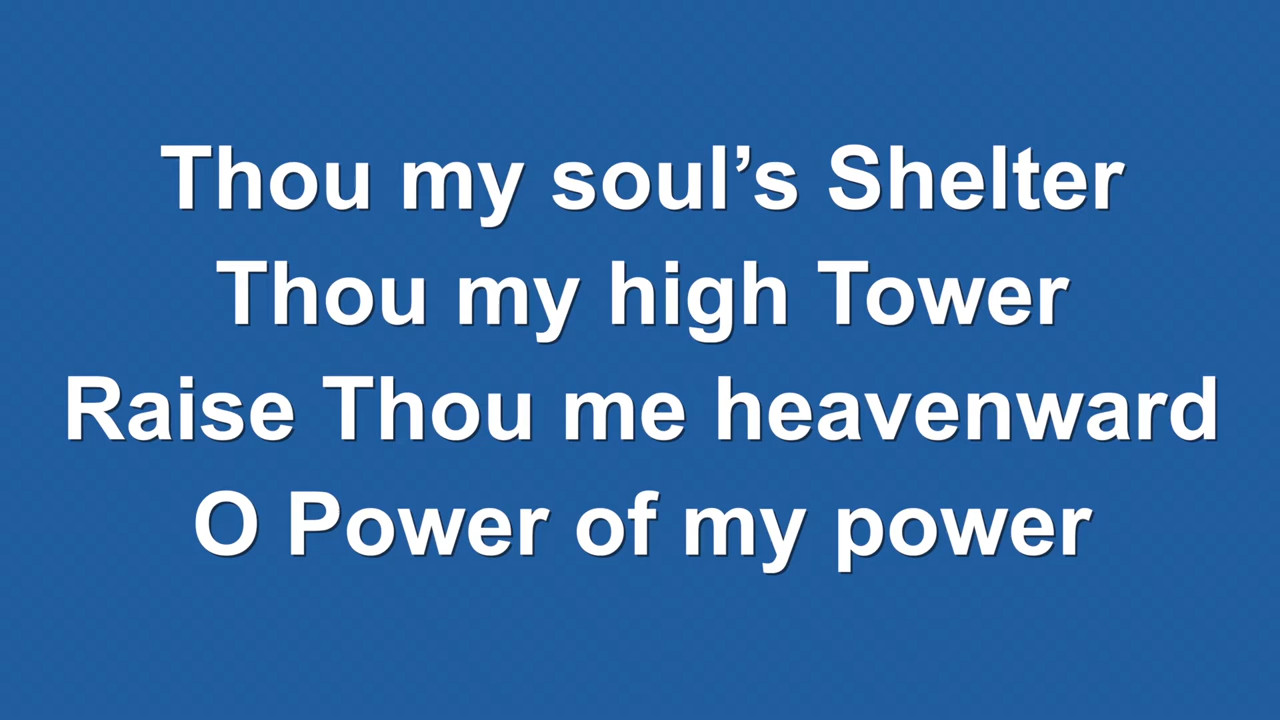 Thou my soul’s Shelter
Thou my high Tower
Raise Thou me heavenward
O Power of my power